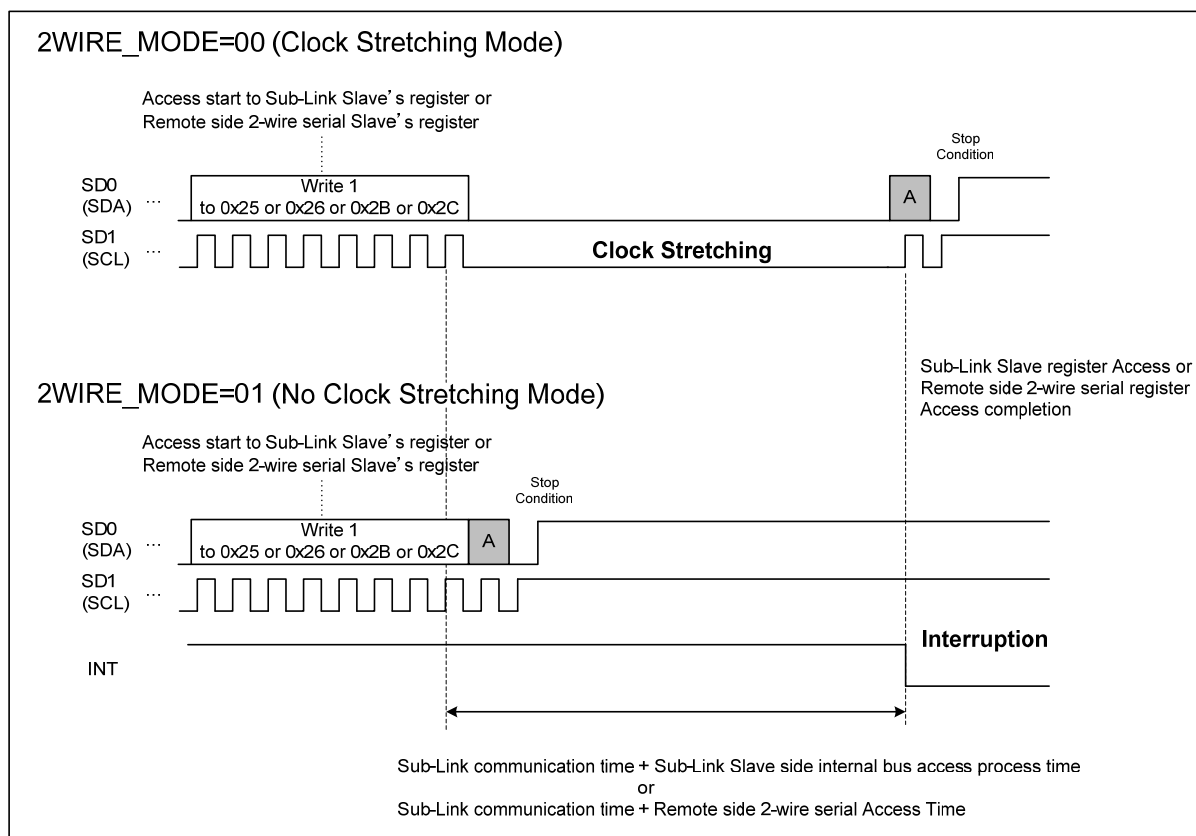 2WIRE_MODE=00 (Clock Stretching Mode)
Access start to Sub-Link Slave’s register or
Remote side 2-wire serial Slave’s register
Stop
Condition
SD0
(SDA) ...
Write 1
to 0x25 or 0x26 or 0x2B or 0x2C
A
SD1
(SCL) ...
Clock Stretching
Sub-Link Slave register Access or
Remote side 2-wire serial register
Access completion
2WIRE_MODE=01 (No Clock Stretching Mode)
Access start to Sub-Link Slave’s register or
Remote side 2-wire serial Slave’s register
Stop
Condition
SD0
(SDA) ...
Write 1
to 0x25 or 0x26 or 0x2B or 0x2C
A
SD1
(SCL) ...
Interruption
INT
Sub-Link communication time + Sub-Link Slave side internal bus access process time
or
Sub-Link communication time + Remote side 2-wire serial Access Time